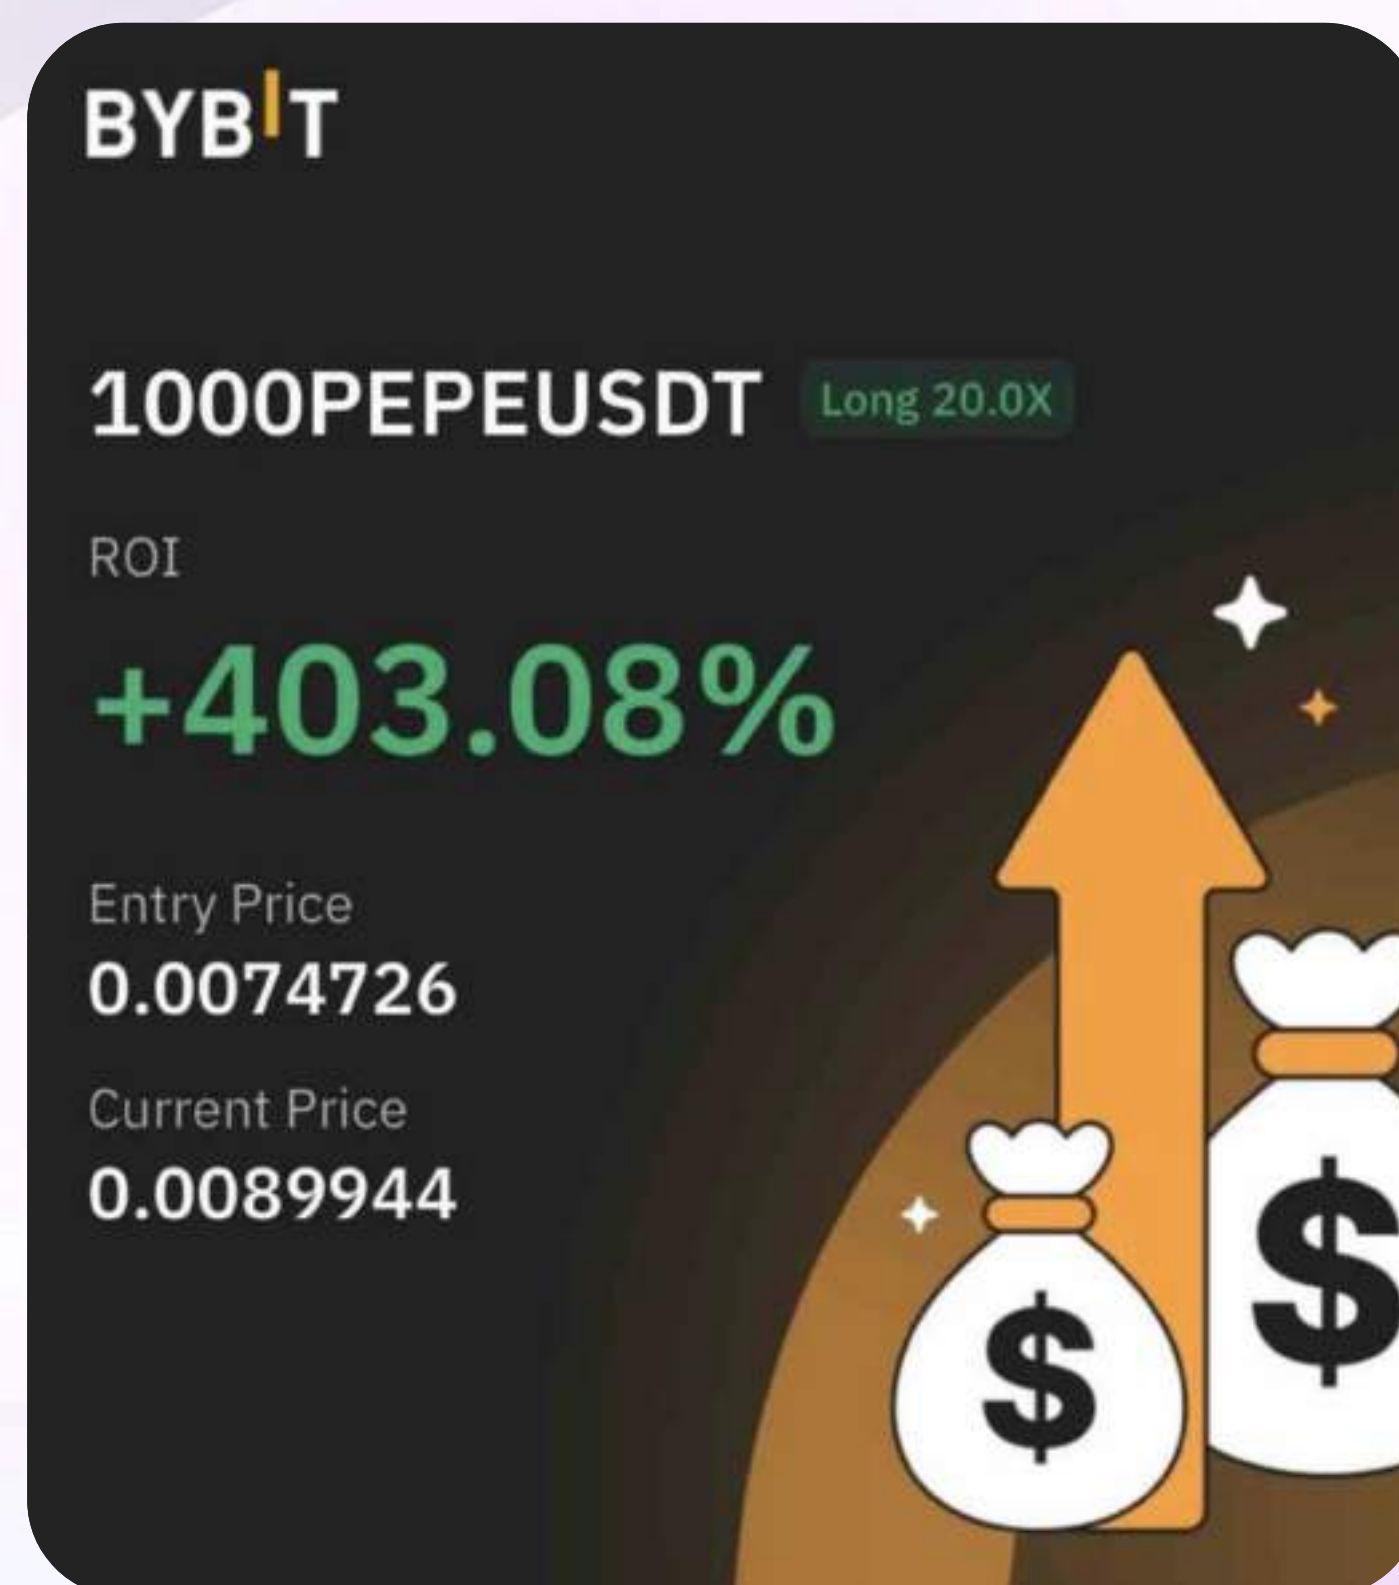 BYBIT
1000PEPEUSDT Long 20.0X
ROI
+403.08%
Entry Price
0.0074726
Current Price
0.0089944
$
$